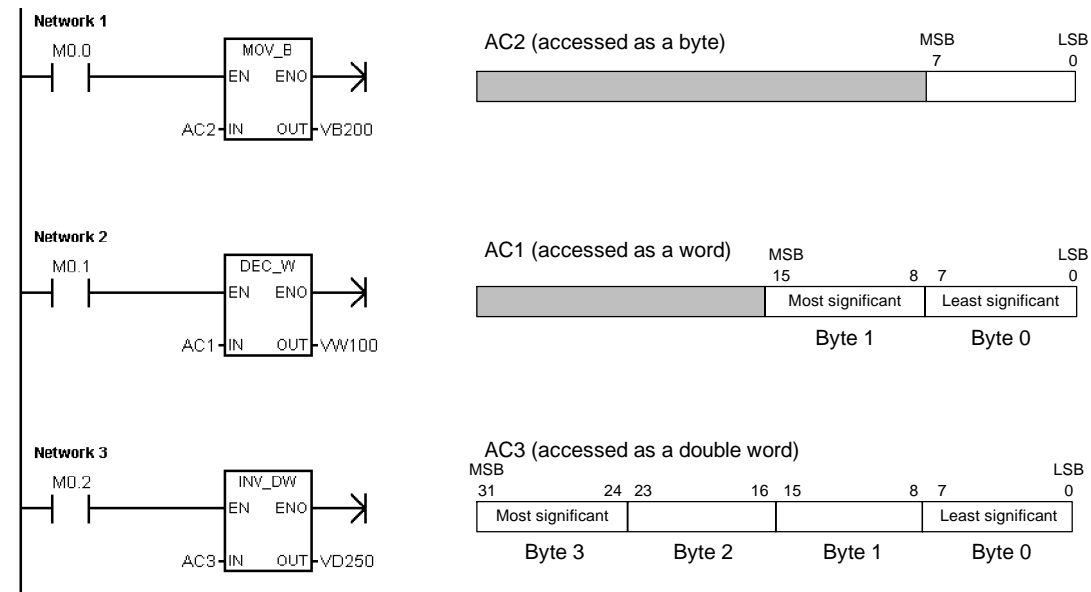 Network 1
M0.0
MOV_B
EN ENO
AC2 IN OUT VB200
AC2 (accessed as a byte)
MSB LSB
7 0
Network 2
M0.1
DEC_W
EN ENO
AC1 IN OUT VW100
AC1 (accessed as a word)
MSB LSB
15 8 7 0
Most significant Least significant
Byte 1 Byte 0
Network 3
M0.2
INV_DW
EN ENO
AC3 IN OUT VD250
AC3 (accessed as a double word)
MSB LSB
31 24 23 16 15 8 7 0
Most significant Least significant
Byte 3 Byte 2 Byte 1 Byte 0